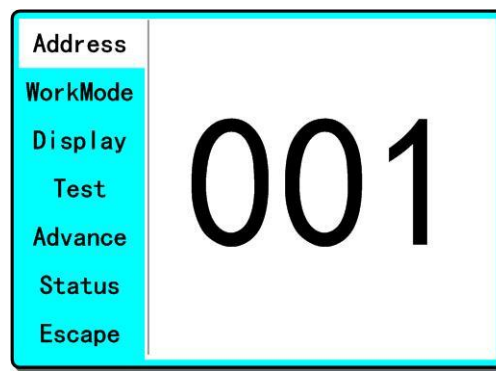 Address
WorkMode
Display
Test
Advance
Status
Escape
001